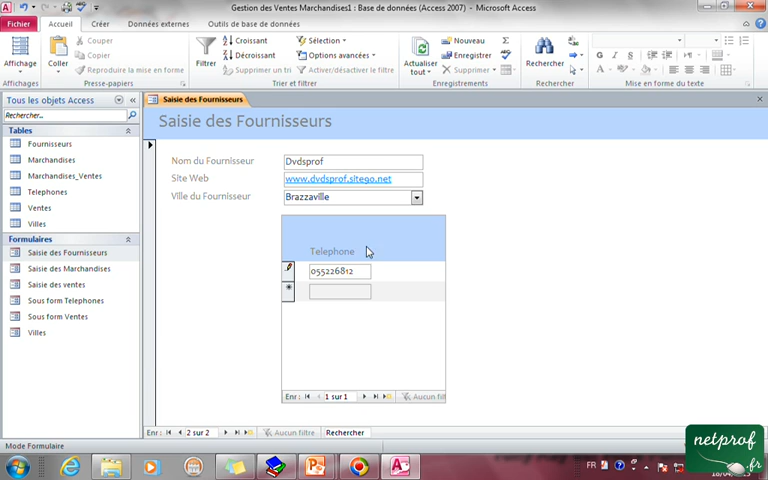 Gestion des Ventes Marchandises1 : Base de données (Access 2007) - Microsoft Access
Fichier Accueil Créer Données externes Outils de base de données
Affichage
Coller
Couper
Copier
Reproduire la mise en forme
Filtrer
Croissant
Décroissant
Supprimer un tri
Sélection
Options avancées
Activer/désactiver le filtre
Actualiser tout
Nouveau
Enregistrer
Supprimer
Rechercher
G I S
Affichages Presse-papiers Trier et filtrer Enregistrements Rechercher Mise en forme du texte
Tous les objets Access
Rechercher...
Tables
Fournisseurs
Marchandises
Marchandises_Ventes
Telephones
Ventes
Villes
Formulaires
Saisie des Fournisseurs
Saisie des Marchandises
Saisie des ventes
Sous form Telephones
Sous form Ventes
Villes
Saisie des Fournisseurs
Saisie des Fournisseurs
Nom du Fournisseur Dvdsprof
Site Web www.dvdsprof.site90.net
Ville du Fournisseur Brazzaville
Telephone
055226812
Enr : 1 sur 1 Aucun filt
Enr : 2 sur 2 Aucun filtre Rechercher
Mode Formulaire
FR
netprof
.fr